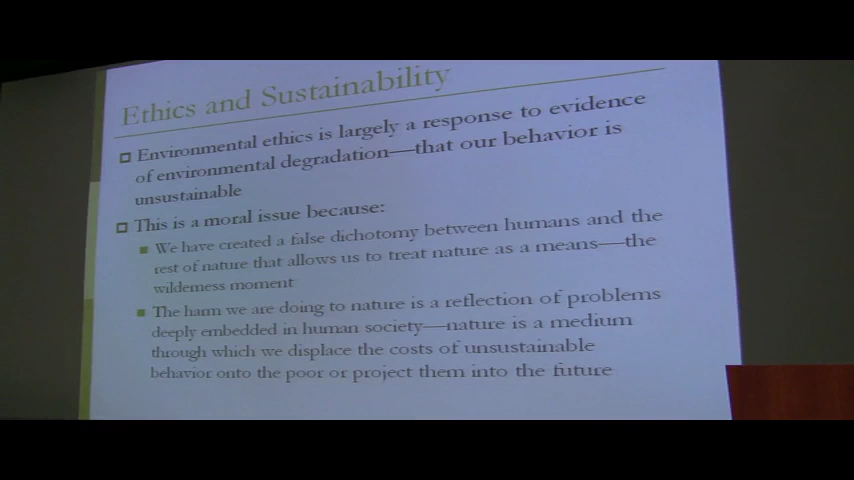 Ethics and Sustainability
Environmental ethics is largely a response to evidence
of environmental degradation—that our behavior is
unsustainable
This is a moral issue because:
We have created a false dichotomy between humans and the
rest of nature that allows us to treat nature as a means—the
wilderness moment
The harm we are doing to nature is a reflection of problems
deeply embedded in human society—nature is a medium
through which we displace the costs of unsustainable
behavior onto the poor or project them into the future